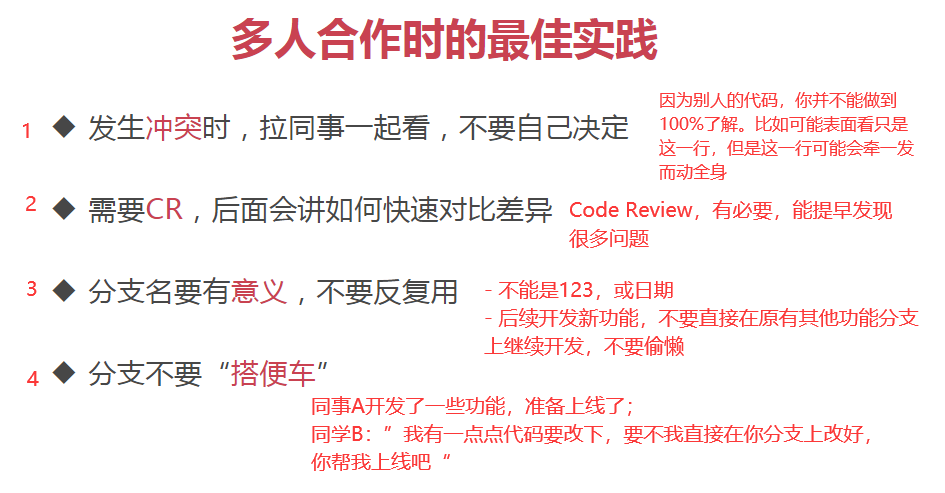 多人合作时的最佳实践
1 ◆ 发生冲突时，拉同事一起看，不要自己决定
因为别人的代码，你并不能做到
100%了解。比如可能表面看只是
这一行，但是这一行可能会牵一发
而动全身
2 ◆ 需要CR，后面会讲如何快速对比差异
Code Review，有必要，能提早发现
很多问题
3 ◆ 分支名要有意义，不要反复用
- 不能是123，或日期
- 后续开发新功能，不要直接在原有其他功能分支
上继续开发，不要偷懒
4 ◆ 分支不要“搭便车”
同事A开发了一些功能，准备上线了；
同学B：”我有一点点代码要改下，要不我直接在你分支上改好，
你帮我上线吧“